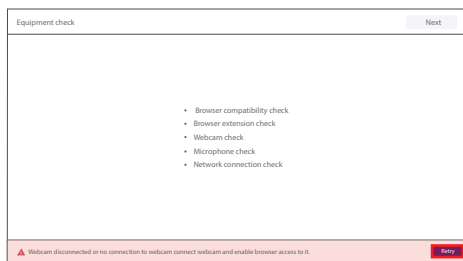 Equipment check
Next
• Browser compatibility check
• Browser extension check
• Webcam check
• Microphone check
• Network connection check
Webcam disconnected or no connection to webcam connect webcam and enable browser access to it.
Retry